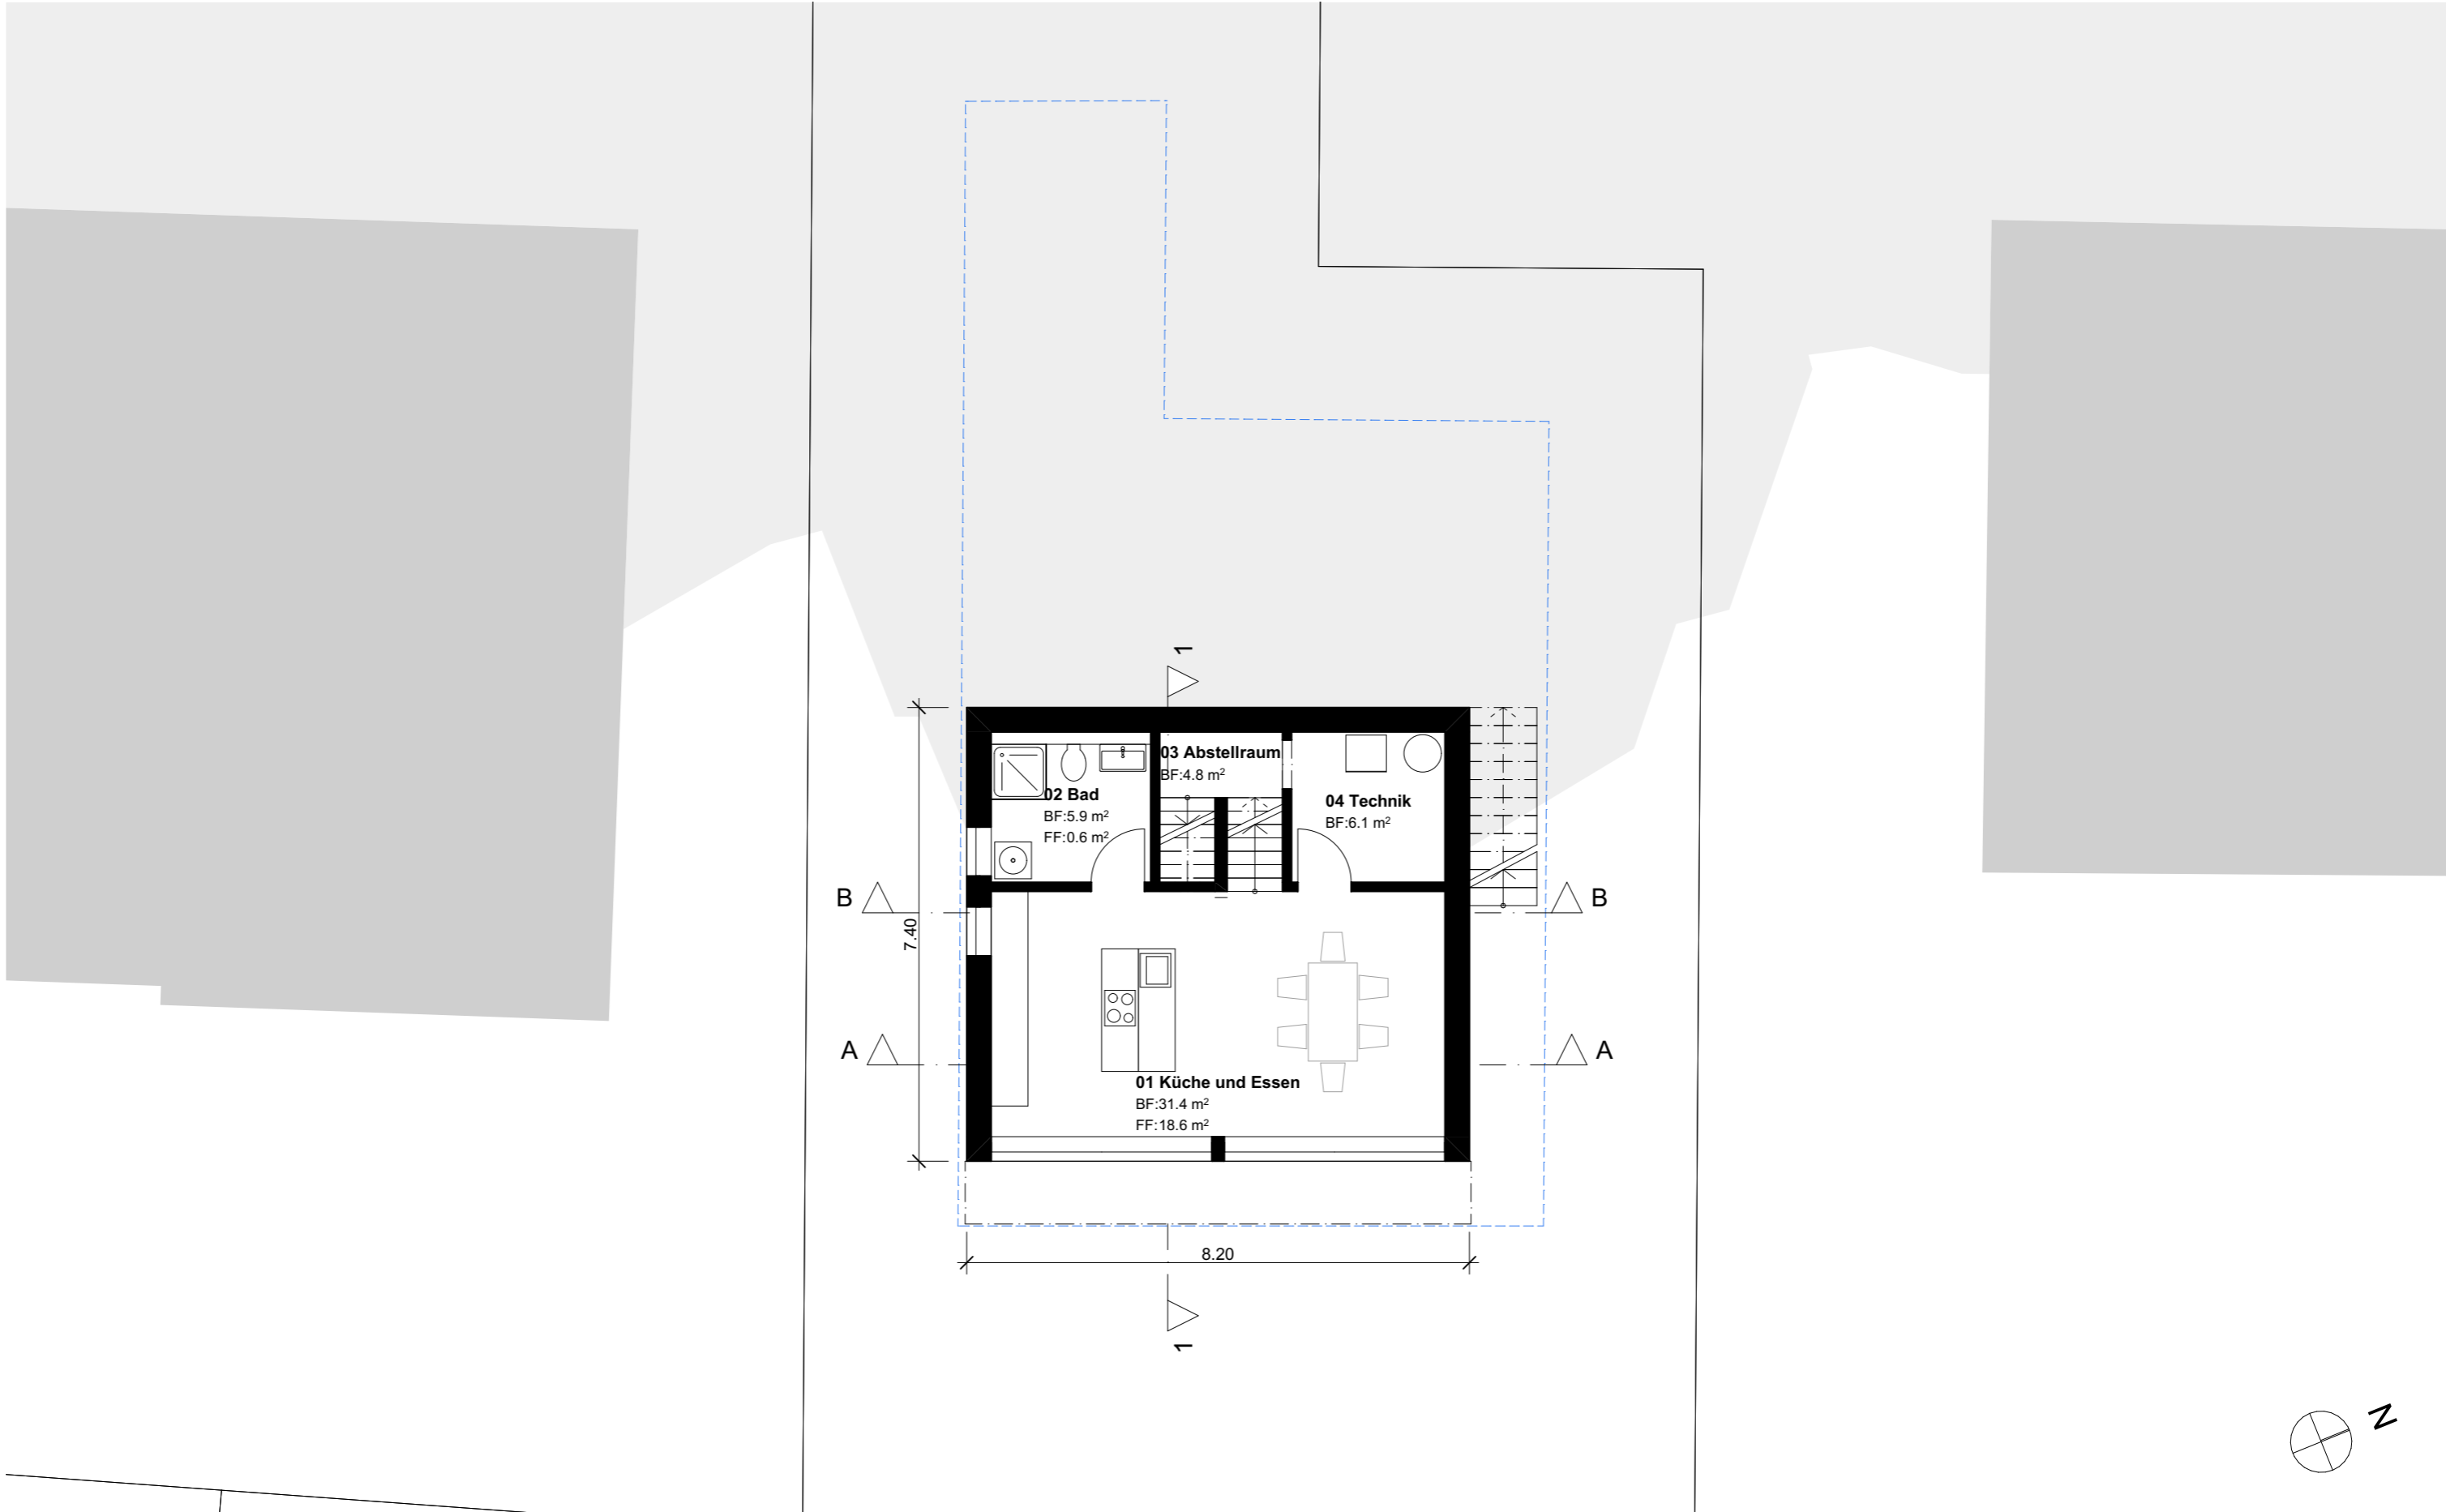 1
03 Abstellraum
BF:4.8 m²
02 Bad
BF:5.9 m²
FF:0.6 m²
04 Technik
BF:6.1 m²
B
B
7.40
A
A
01 Küche und Essen
BF:31.4 m²
FF:18.6 m²
8.20
1
N